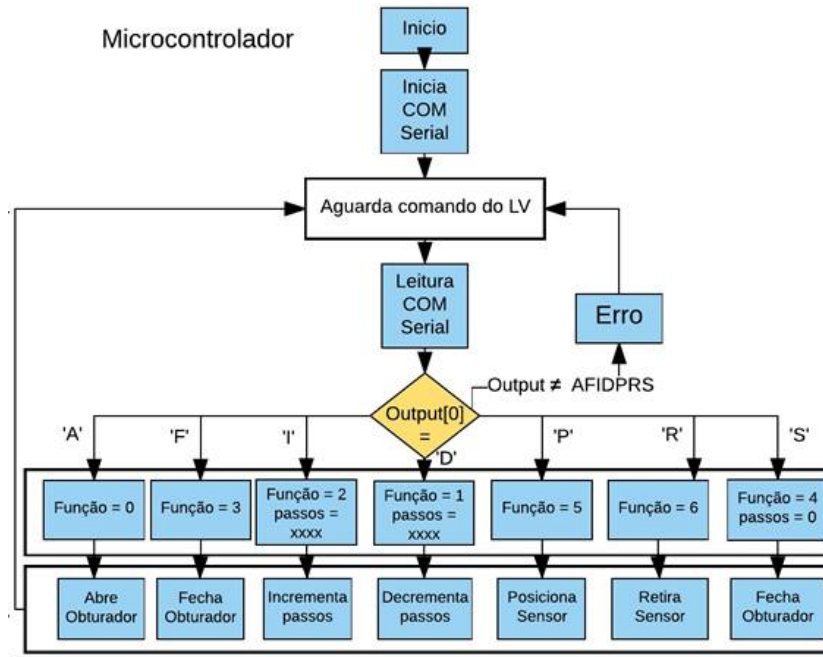 Microcontrolador
Inicio
Inicia
COM
Serial
Aguarda comando do LV
Leitura
COM
Serial
Erro
Output ≠ AFIDPRS
Output[0]
=
'A'
'F'
'I'
'D'
'P'
'R'
'S'
Função = 0
Função = 3
Função = 2
passos =
xxxx
Função = 1
passos =
xxxx
Função = 5
Função = 6
Função = 4
passos = 0
Abre
Obturador
Fecha
Obturador
Incrementa
passos
Decrementa
passos
Posiciona
Sensor
Retira
Sensor
Fecha
Obturador